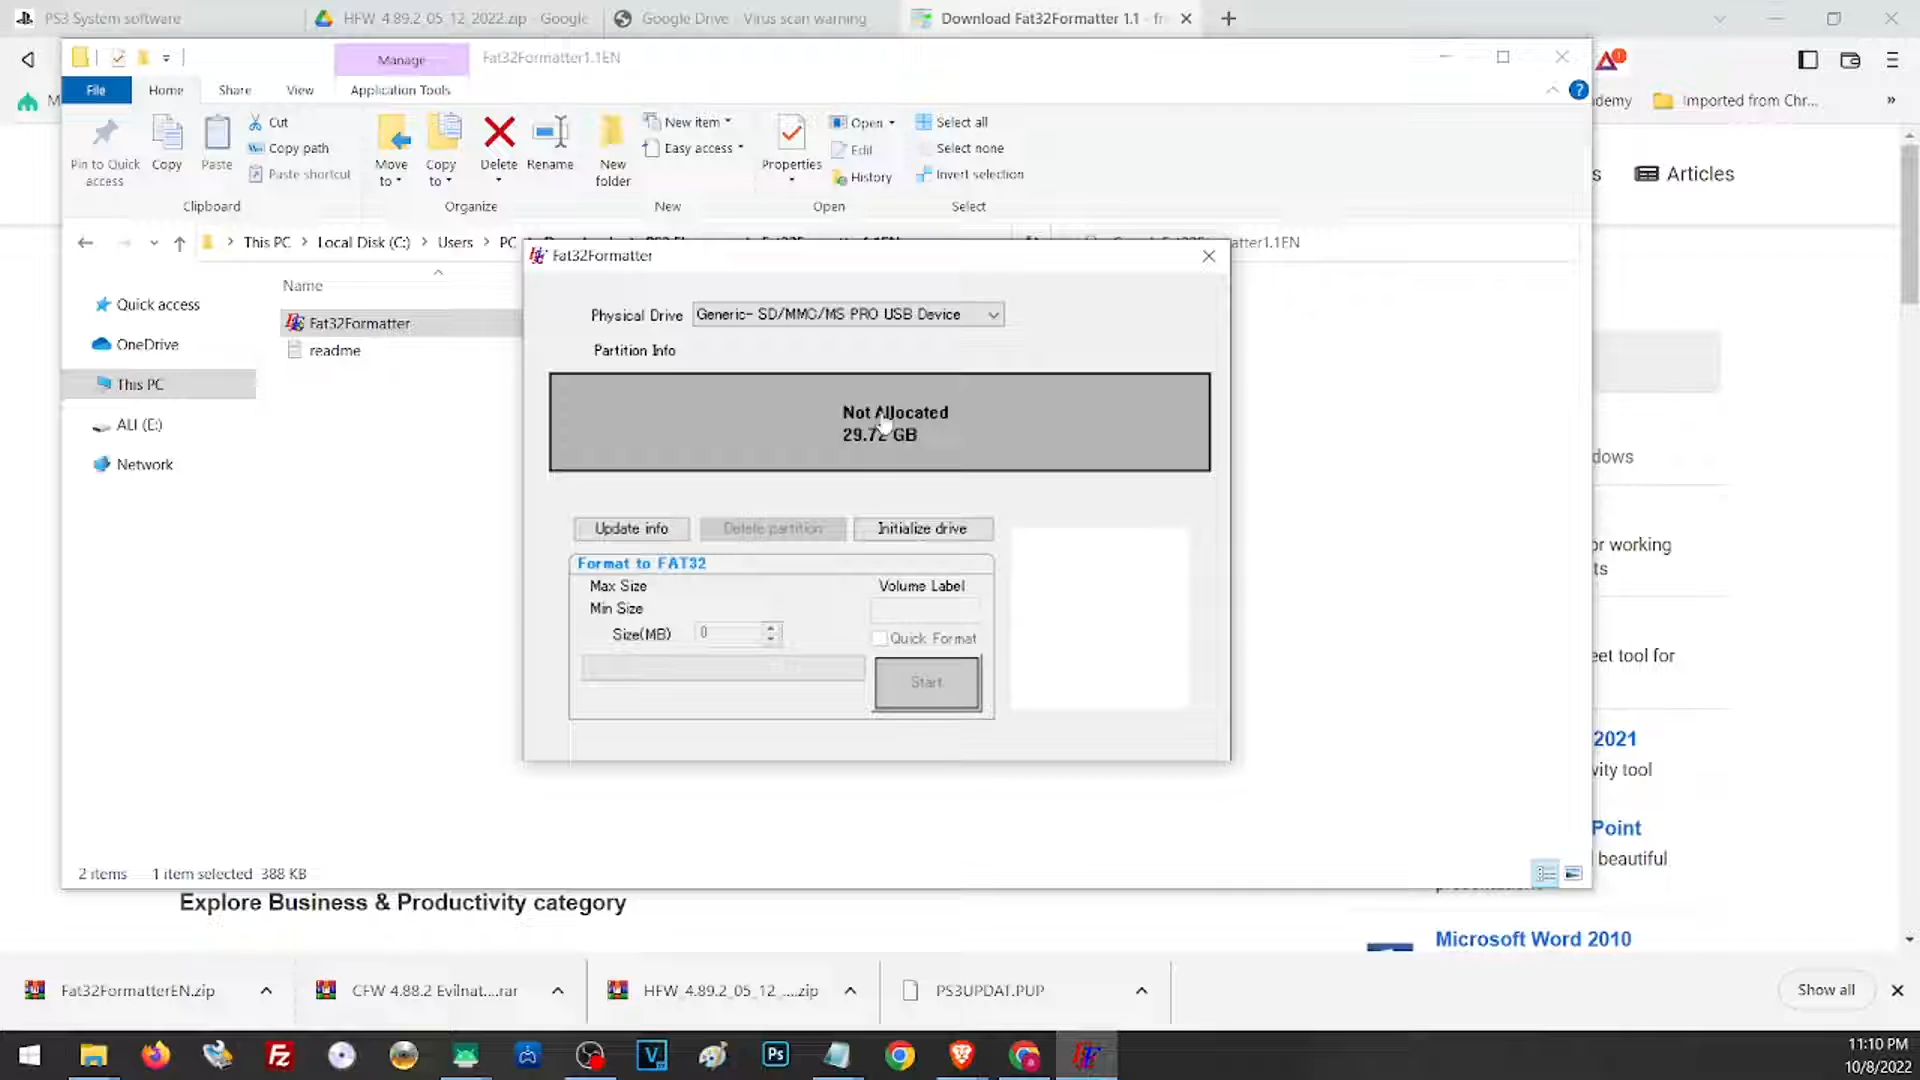 PS3 System software
HFW_4.89.2_05_12_2022.zip - Google
Google Drive - Virus scan warning
Download Fat32Formatter 1.1 - fr
Manage
Fat32Formatter1.1EN
File
Home
Share
View
Application Tools
demy
Imported from Chr...
»
Pin to Quick access
Copy
Paste
Cut
Copy path
Paste shortcut
Move to
Copy to
Delete
Rename
New folder
New item
Easy access
Properties
Open
Edit
History
Select all
Select none
Invert selection
Clipboard
Organize
New
Open
Select
s
Articles
This PC
Local Disk (C:)
Users
PC
atter1.1EN
Name
Quick access
OneDrive
This PC
ALI (E:)
Network
Fat32Formatter
readme
Fat32Formatter
Physical Drive
Generic- SD/MMC/MS PRO USB Device
Partition Info
Not Allocated
29.72 GB
Update info
Delete partition
Initialize drive
Format to FAT32
Max Size
Min Size
Size(MB)
0
Volume Label
Quick Format
Start
dows
or working
ts
eet tool for
2021
vity tool
Point
beautiful
2 items
1 item selected 388 KB
Explore Business & Productivity category
Microsoft Word 2010
Fat32FormatterEN.zip
CFW 4.88.2 Evilnat....rar
HFW_4.89.2_05_12_....zip
PS3UPDAT.PUP
Show all
Ps
11:10 PM
10/8/2022